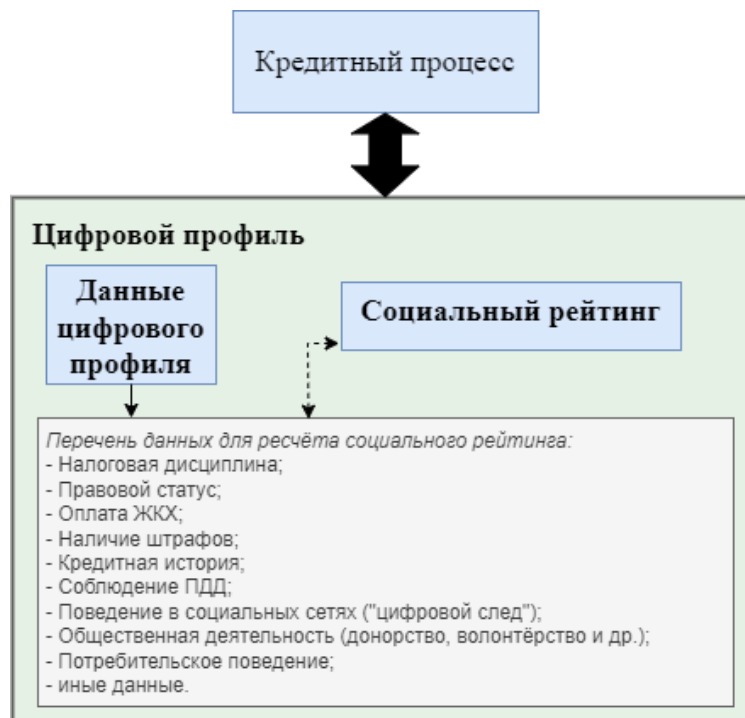 Кредитный процесс
Цифровой профиль
Данные
цифрового
профиля
Социальный рейтинг
Перечень данных для ресчёта социального рейтинга:
- Налоговая дисциплина;
- Правовой статус;
- Оплата ЖКХ;
- Наличие штрафов;
- Кредитная история;
- Соблюдение ПДД;
- Поведение в социальных сетях ("цифровой след");
- Общественная деятельность (донорство, волонтёрство и др.);
- Потребительское поведение;
- иные данные.